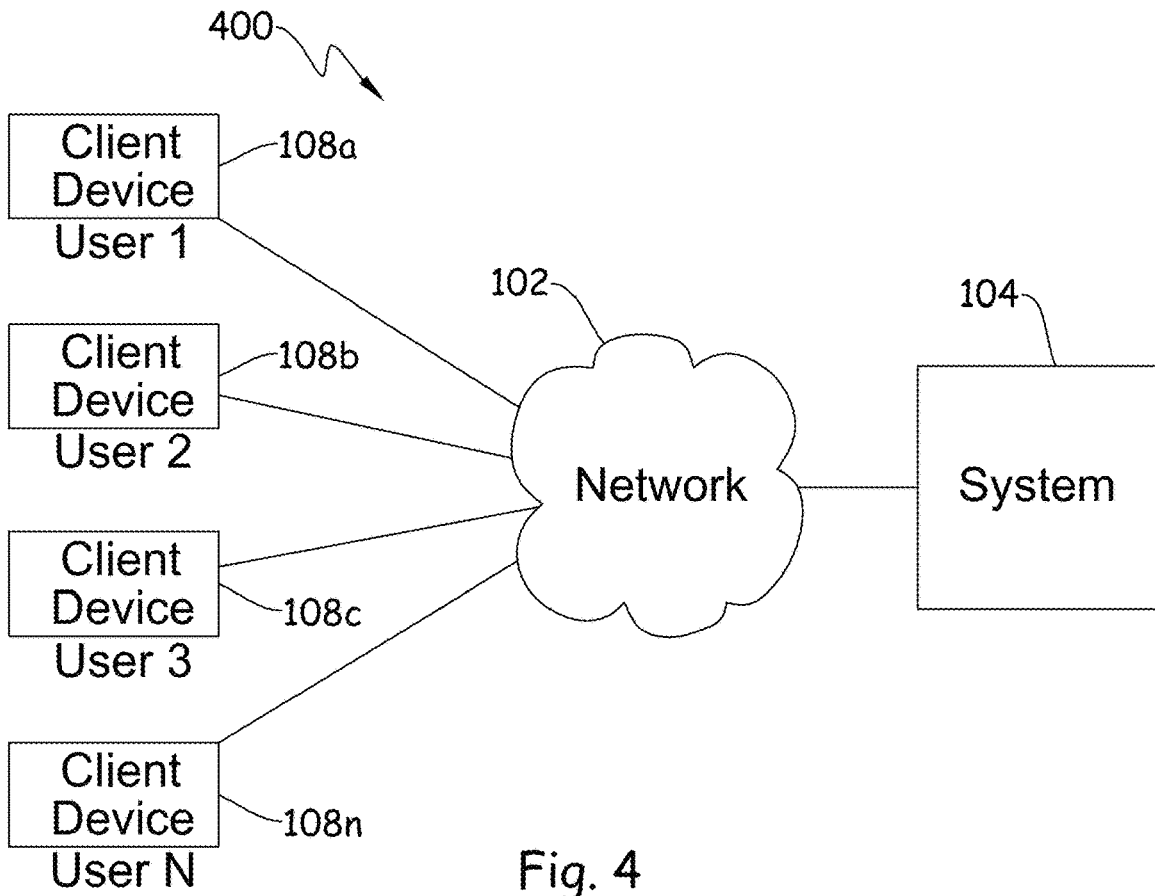 400
Client
Device
User 1
108a
Client
Device
User 2
108b
Client
Device
User 3
108c
Client
Device
User N
108n
102
Network
104
System
Fig. 4